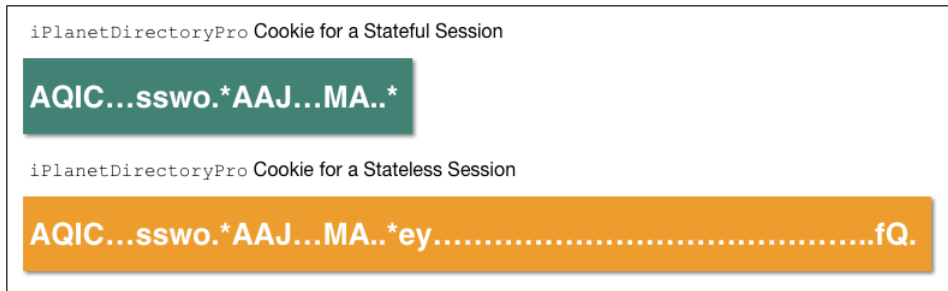 iPlanetDirectoryPro Cookie for a Stateful Session
AQIC...sswo.*AAJ...MA..*
iPlanetDirectoryPro Cookie for a Stateless Session
AQIC...sswo.*AAJ...MA..*ey…………………………………………..fQ.